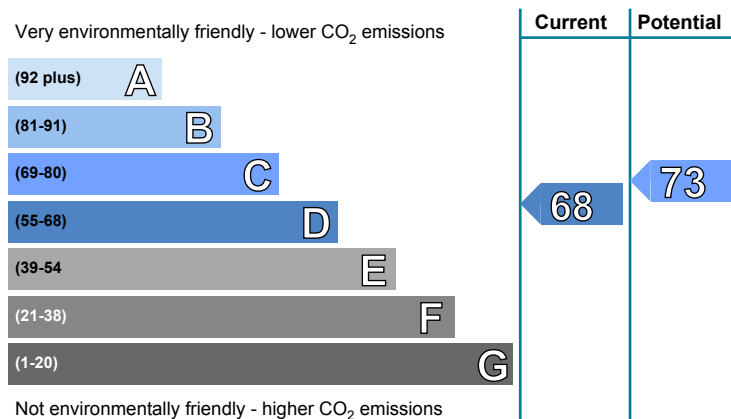 Very environmentally friendly - lower CO₂ emissions
Current
Potential
(92 plus) A
(81-91) B
(69-80) C
(55-68) D
(39-54 E
(21-38) F
(1-20) G
68
73
Not environmentally friendly - higher CO₂ emissions